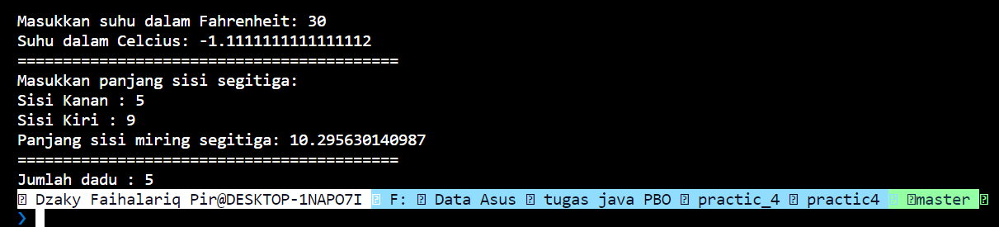 Masukkan suhu dalam Fahrenheit: 30
Suhu dalam Celcius: -1.1111111111111112
==========================================
Masukkan panjang sisi segitiga:
Sisi Kanan : 5
Sisi Kiri : 9
Panjang sisi miring segitiga: 10.295630140987
==========================================
Jumlah dadu : 5
Dzaky Faihalariq Pir@DESKTOP-1NAPO7I F: Data Asus tugas java PBO practic_4 practic4 master
❯